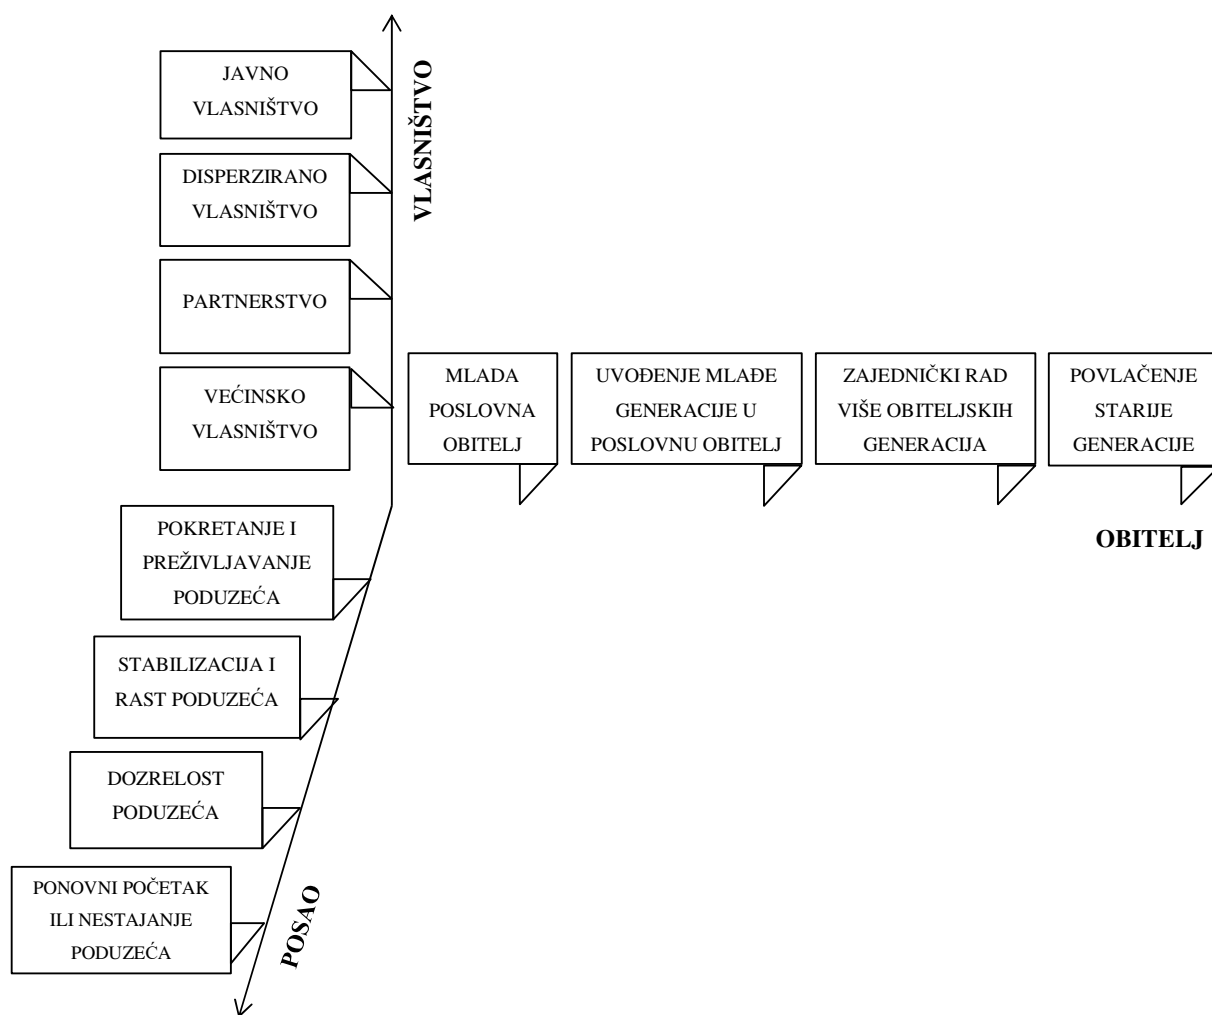 JAVNO
VLASNIŠTVO
VLASNIŠTVO
DISPERZIRANO
VLASNIŠTVO
PARTNERSTVO
VEĆINSKO
VLASNIŠTVO
MLADA
POSLOVNA
OBITELJ
UVOĐENJE MLAĐE
GENERACIJE U
POSLOVNU OBITELJ
ZAJEDNIČKI RAD
VIŠE OBITELJSKIH
GENERACIJA
POVLAČENJE
STARIJE
GENERACIJE
OBITELJ
POKRETANJE I
PREŽIVLJAVANJE
PODUZEĆA
STABILIZACIJA I
RAST PODUZEĆA
DOZRELOST
PODUZEĆA
PONOVNI POČETAK
ILI NESTAJANJE
PODUZEĆA
POSAO